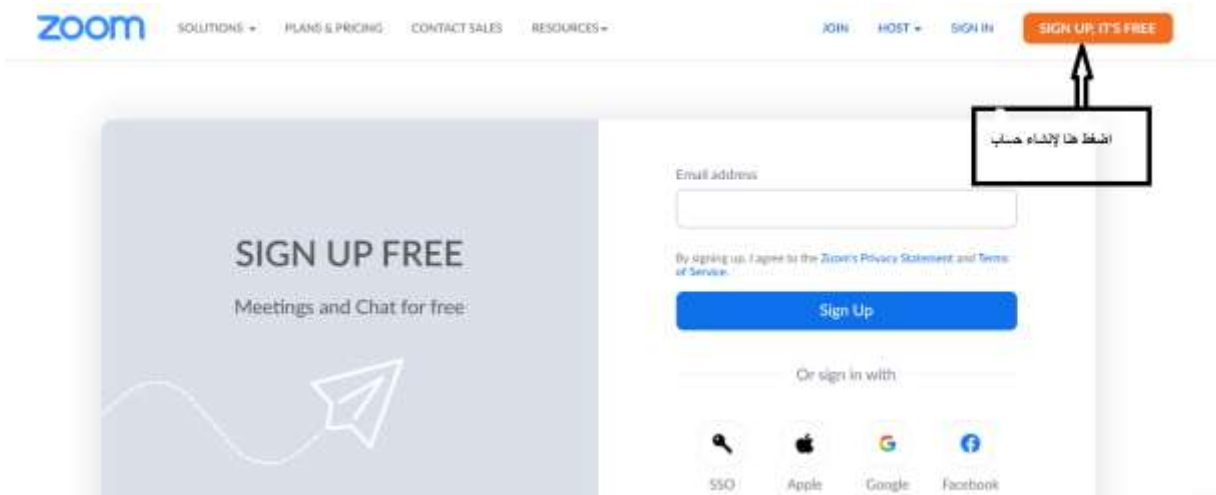 zoom SOLUTIONS PLANS & PRICING CONTACT SALES RESOURCES JOIN HOST SIGN IN SIGN UP, IT'S FREE
اضغط هنا لإنشاء حساب
Email address
SIGN UP FREE
Meetings and Chat for free
By signing up, I agree to the Zoom's Privacy Statement and Terms
of Service.
Sign Up
Or sign in with
SSO Apple Google Facebook